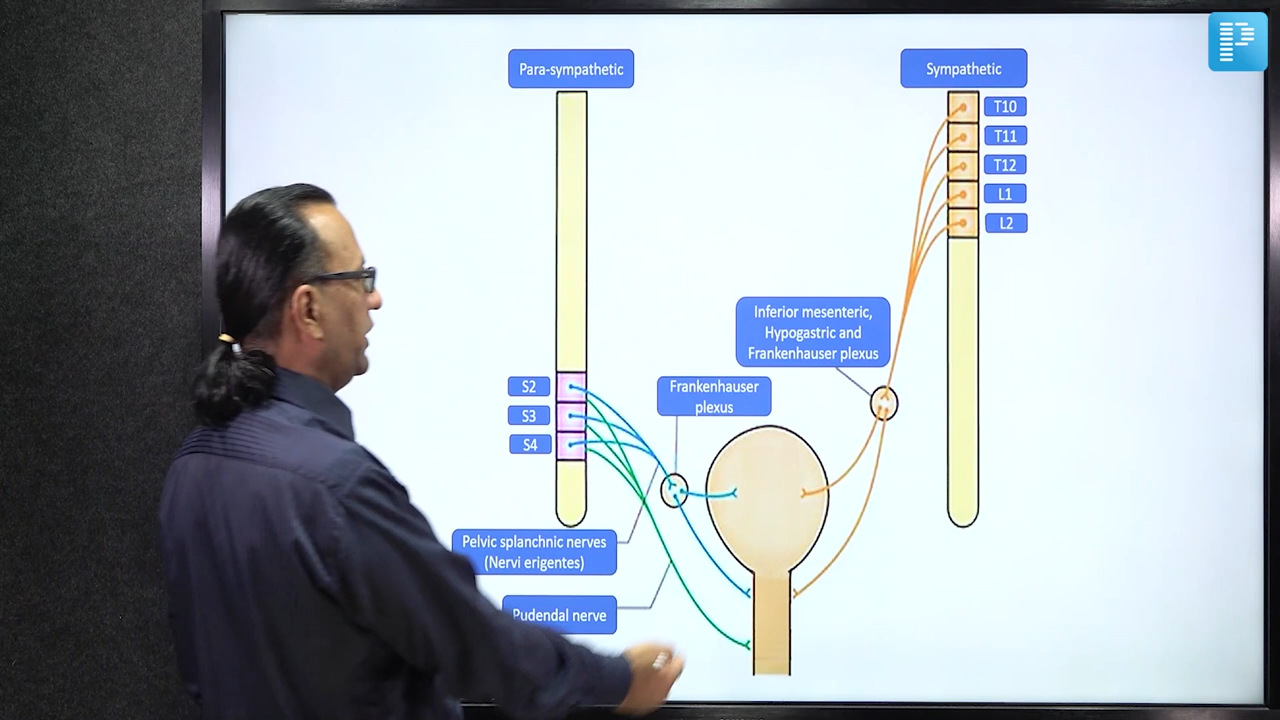 Para-sympathetic
Sympathetic
T10
T11
T12
L1
L2
Inferior mesenteric,
Hypogastric and
Frankenhauser plexus
Frankenhauser
plexus
S2
S3
S4
Pelvic splanchnic nerves
(Nervi erigentes)
Pudendal nerve
P